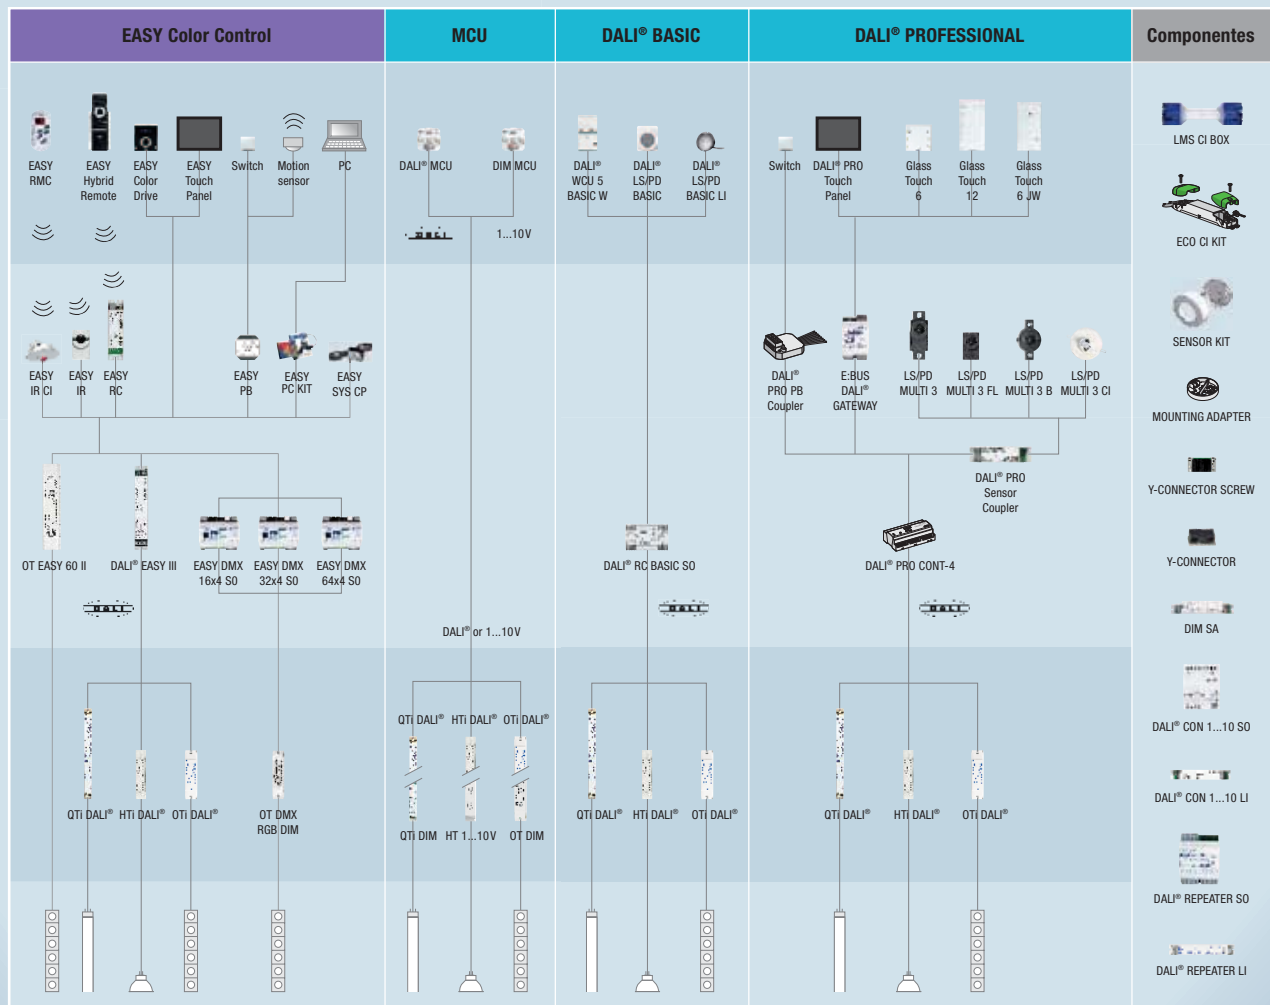 EASY Color Control
MCU
DALI® BASIC
DALI® PROFESSIONAL
Componentes
EASY
RMC
EASY
Hybrid
Remote
EASY
Color
Drive
EASY
Touch
Panel
Switch
Motion
sensor
PC
DALI® MCU
DIM MCU
DALI®
WCU 5
BASIC W
DALI®
LS/PD
BASIC
DALI®
LS/PD
BASIC LI
Switch
DALI® PRO
Touch
Panel
Glass
Touch
6
Glass
Touch
12
Glass
Touch
6 JW
DALI
1...10 V
EASY
IR CI
EASY
IR
EASY
RC
EASY
PB
EASY
PC KIT
EASY
SYS CP
DALI®
PRO PB
Coupler
E:BUS
DALI®
GATEWAY
LS/PD
MULTI 3
LS/PD
MULTI 3 FL
LS/PD
MULTI 3 B
LS/PD
MULTI 3 CI
DALI® PRO
Sensor
Coupler
OT EASY 60 II
DALI® EASY III
EASY DMX
16x4 S0
EASY DMX
32x4 S0
EASY DMX
64x4 S0
DALI® RC BASIC SO
DALI® PRO CONT-4
DALI
DALI
DALI
DALI® or 1...10 V
QTi DALI®
HTi DALI®
OTi DALI®
OT DMX
RGB DIM
QTi DALI®
HTi DALI®
OTi DALI®
QTi DIM
HT 1...10 V
OT DIM
QTi DALI®
HTi DALI®
OTi DALI®
QTi DALI®
HTi DALI®
OTi DALI®
LMS CI BOX
ECO CI KIT
SENSOR KIT
MOUNTING ADAPTER
Y-CONNECTOR SCREW
Y-CONNECTOR
DIM SA
DALI® CON 1...10 SO
DALI® CON 1...10 LI
DALI® REPEATER SO
DALI® REPEATER LI